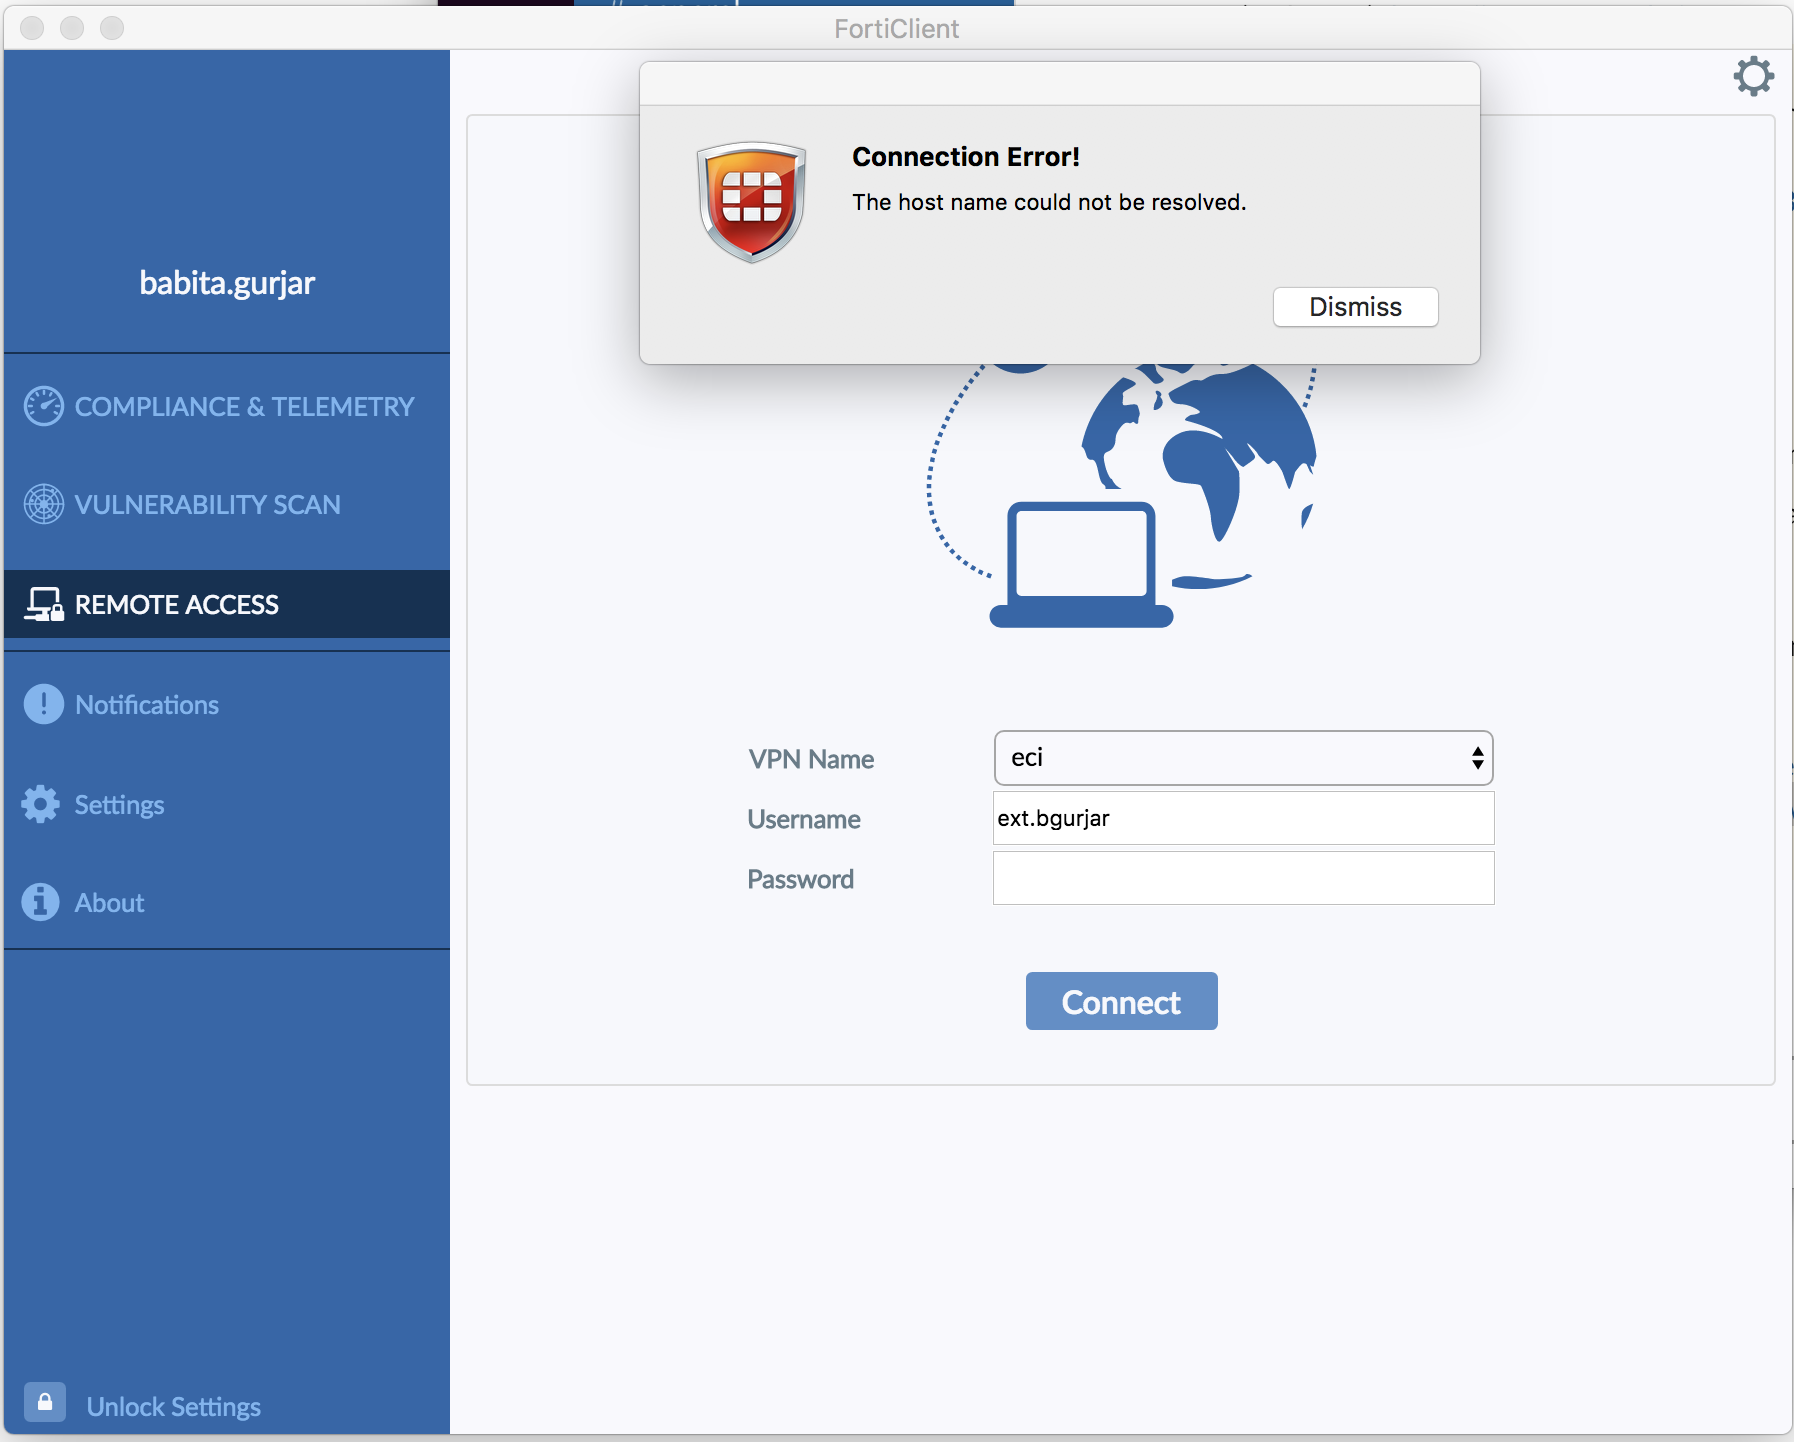 FortiClient
Connection Error!
The host name could not be resolved.
Dismiss
babita.gurjar
COMPLIANCE & TELEMETRY
VULNERABILITY SCAN
REMOTE ACCESS
Notifications
Settings
About
Unlock Settings
VPN Name
eci
Username
ext.bgurjar
Password
Connect